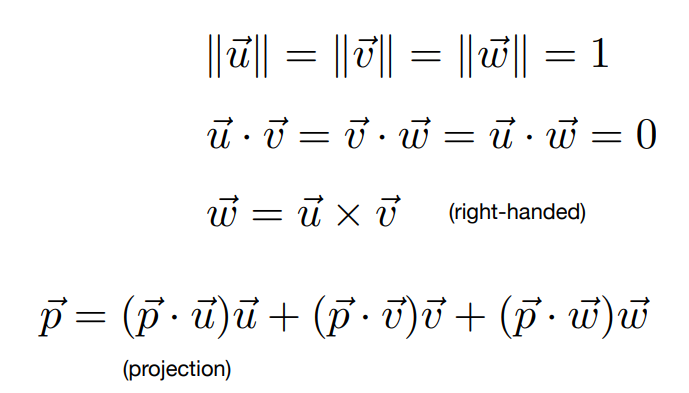 ‖u⃗‖ = ‖v⃗‖ = ‖w⃗‖ = 1
u⃗ · v⃗ = v⃗ · w⃗ = u⃗ · w⃗ = 0
w⃗ = u⃗ × v⃗ (right-handed)
p⃗ = (p⃗ · u⃗)u⃗ + (p⃗ · v⃗)v⃗ + (p⃗ · w⃗)w⃗
(projection)